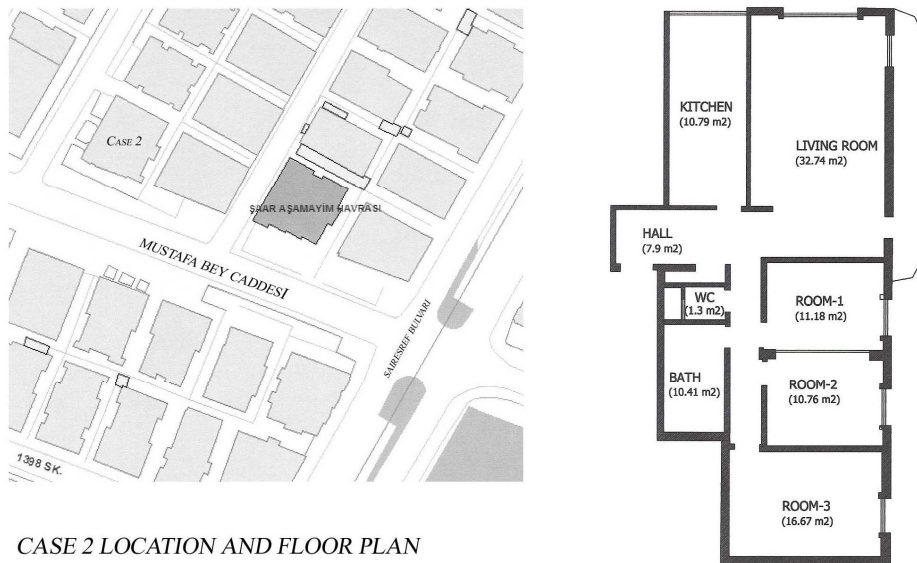 CASE 2
ŞAAR AŞAMAYİM HAVRASI
MUSTAFA BEY CADDESİ
SAIRESREF BULVARI
1398 SK.
CASE 2 LOCATION AND FLOOR PLAN
KITCHEN
(10.79 m2)
LIVING ROOM
(32.74 m2)
HALL
(7.9 m2)
WC
(1.3 m2)
ROOM-1
(11.18 m2)
BATH
(10.41 m2)
ROOM-2
(10.76 m2)
ROOM-3
(16.67 m2)